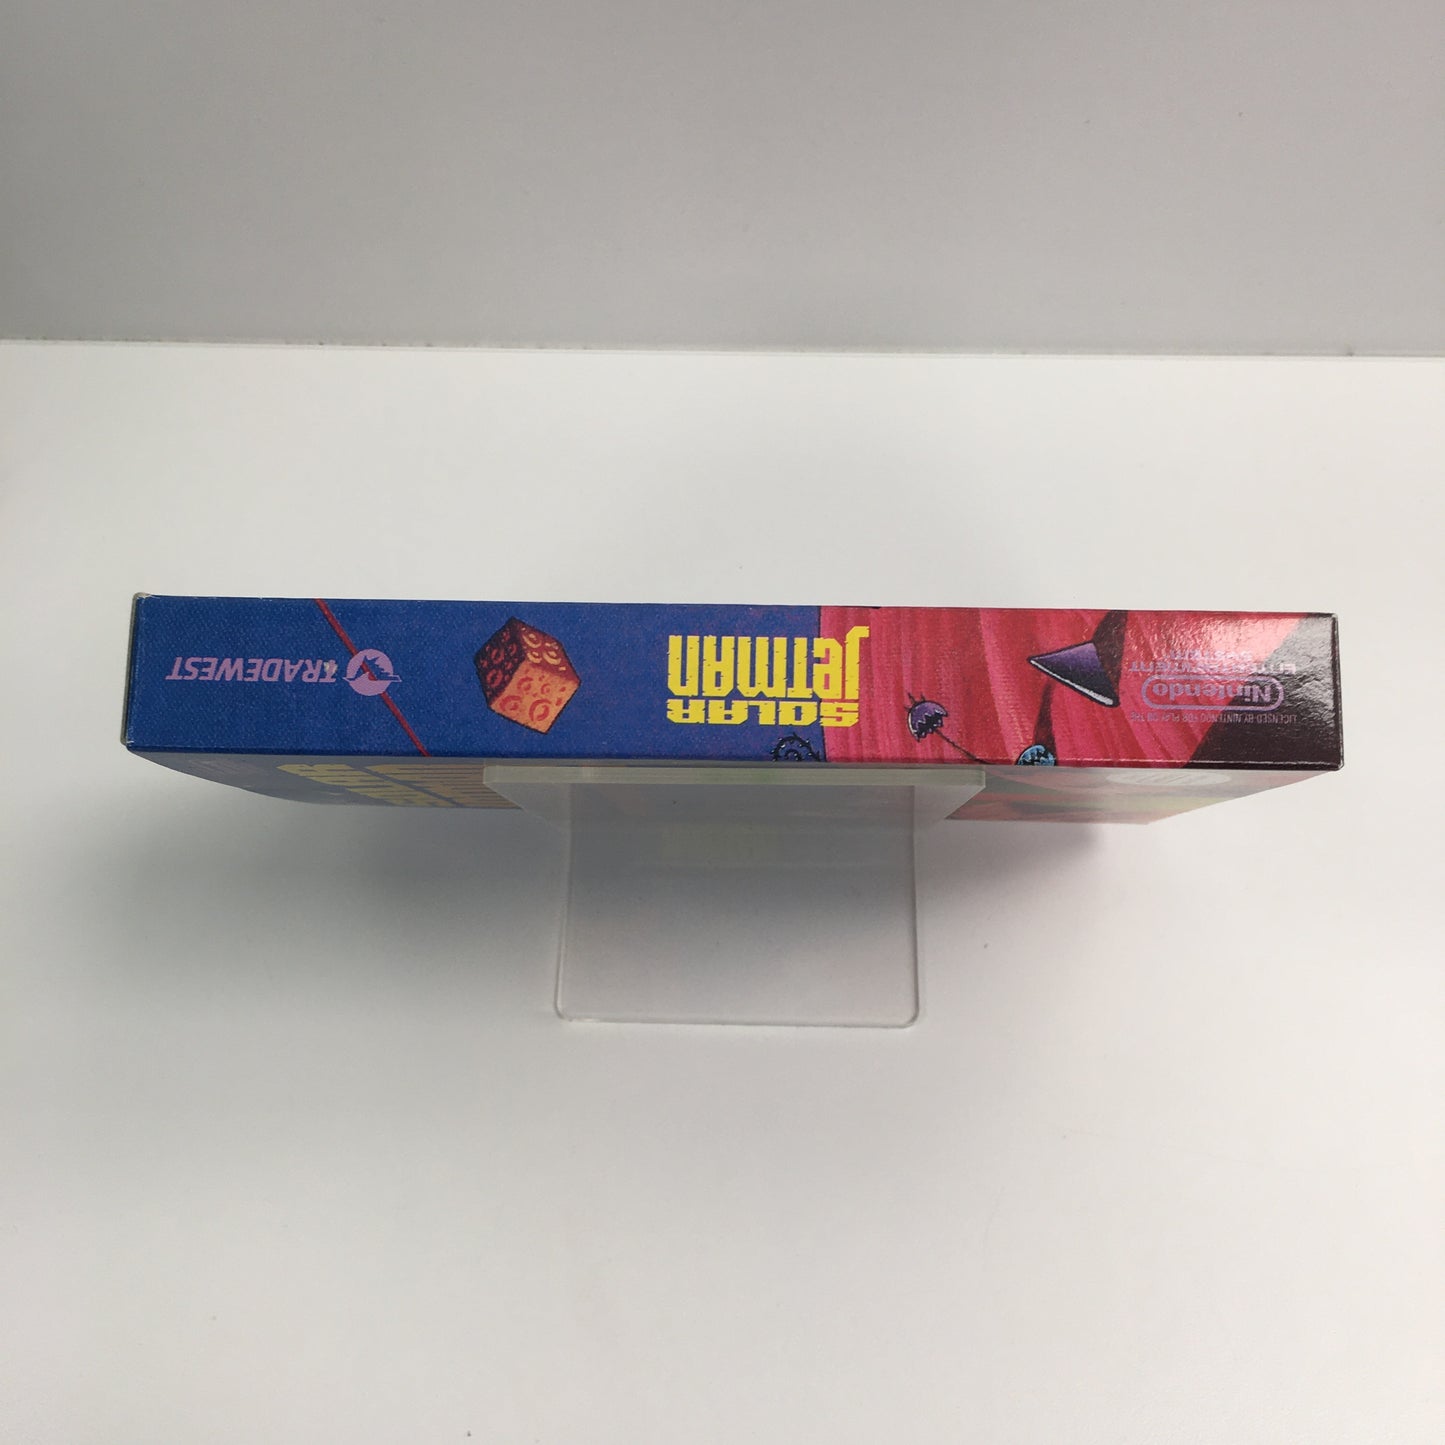 LICENSED BY NINTENDO FOR PLAY ON THE
Nintendo
ENTERTAINMENT
SYSTEM
SOLAR
JETMAN
TRADEWEST